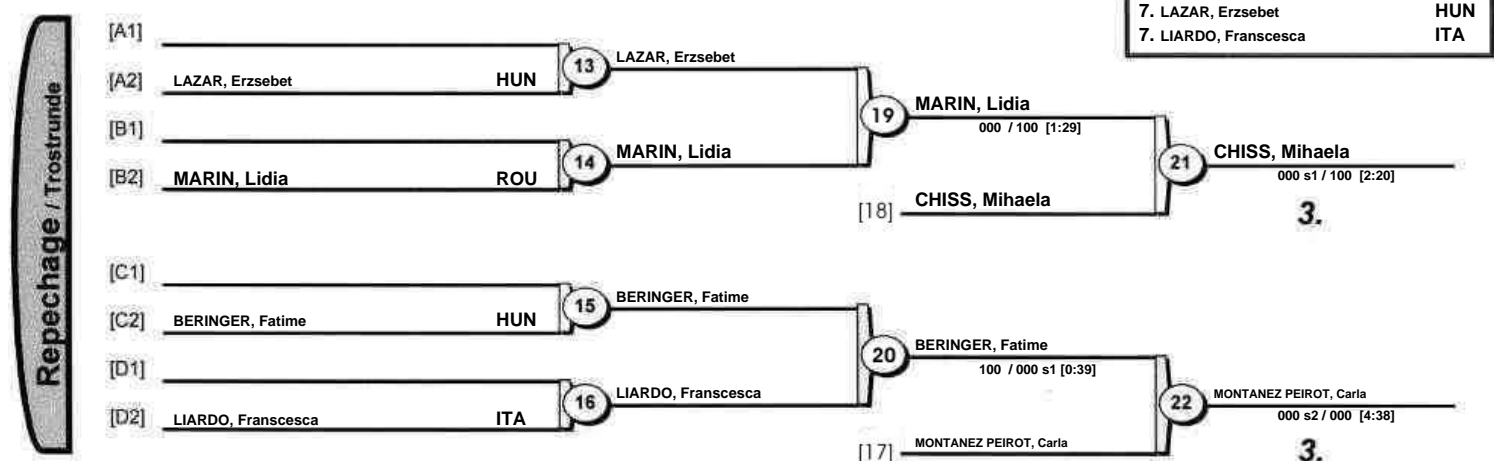 7. LAZAR, Erzsebet HUN
7. LIARDO, Franscesca ITA
Repechage / Trostrunde
[A1]
[A2] LAZAR, Erzsebet HUN
13 LAZAR, Erzsebet
[B1]
[B2] MARIN, Lidia ROU
14 MARIN, Lidia
19 MARIN, Lidia
000 / 100 [1:29]
[18] CHISS, Mihaela
21 CHISS, Mihaela
000 s1 / 100 [2:20]
3.
[C1]
[C2] BERINGER, Fatime HUN
15 BERINGER, Fatime
[D1]
[D2] LIARDO, Franscesca ITA
16 LIARDO, Franscesca
20 BERINGER, Fatime
100 / 000 s1 [0:39]
[17] MONTANEZ PEIROT, Carla
22 MONTANEZ PEIROT, Carla
000 s2 / 000 [4:38]
3.